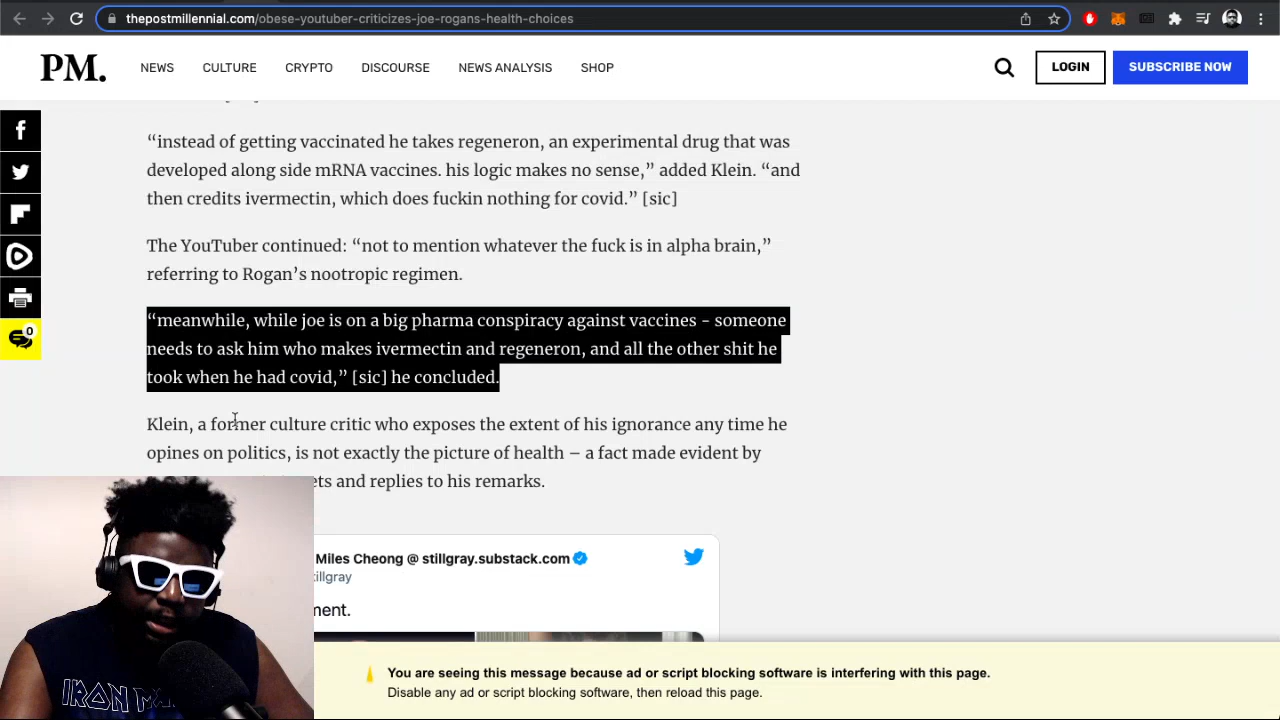 thepostmillennial.com/obese-youtuber-criticizes-joe-rogans-health-choices
PM.
NEWS
CULTURE
CRYPTO
DISCOURSE
NEWS ANALYSIS
SHOP
LOGIN
SUBSCRIBE NOW
“instead of getting vaccinated he takes regeneron, an experimental drug that was
developed along side mRNA vaccines. his logic makes no sense,” added Klein. “and
then credits ivermectin, which does fuckin nothing for covid.” [sic]
The YouTuber continued: “not to mention whatever the fuck is in alpha brain,”
referring to Rogan’s nootropic regimen.
“meanwhile, while joe is on a big pharma conspiracy against vaccines - someone
needs to ask him who makes ivermectin and regeneron, and all the other shit he
took when he had covid,” [sic] he concluded.
0
Klein, a former culture critic who exposes the extent of his ignorance any time he
opines on politics, is not exactly the picture of health – a fact made evident by
ets and replies to his remarks.
Miles Cheong @ stillgray.substack.com
tillgray
ment.
IRON MA
You are seeing this message because ad or script blocking software is interfering with this page.
Disable any ad or script blocking software, then reload this page.